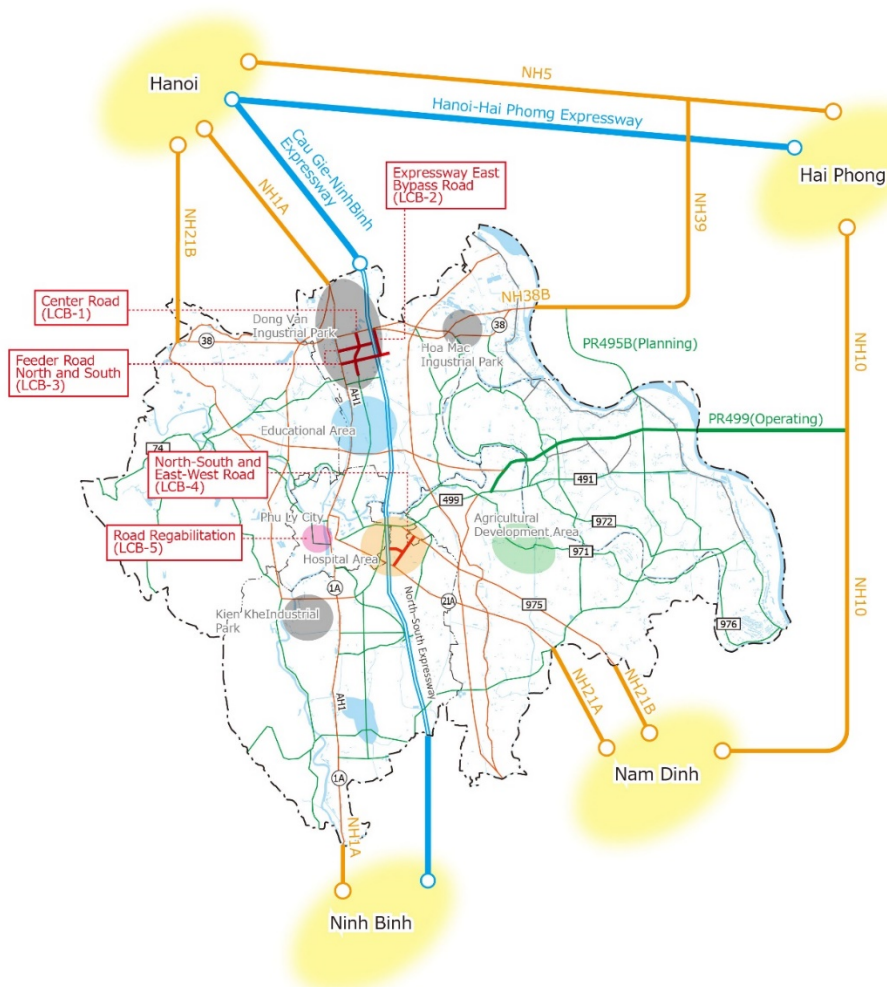 Hanoi
NH5
Hanoi-Hai Phomg Expressway
Cau Gie-NinhBinh
Expressway
Hai Phong
Expressway East
Bypass Road
(LCB-2)
NH1A
NH21B
NH39
Center Road
(LCB-1)
Dong Van
Ingustrial Park
NH38B
38
38
Hoa Mac
Ingustrial Park
PR495B(Planning)
NH10
Feeder Road
North and South
(LCB-3)
AH1
Educational Area
PR499(Operating)
74
North-South and
East-West Road
(LCB-4)
499
491
Phu Ly City
Agricultural
Development Area
972
971
Road Regabilitation
(LCB-5)
Hospital Area
1A
21A
975
976
Kien KheIndustrial
Park
North-South Expressway
NH10
AH1
NH21A
NH21B
1A
Nam Dinh
NH1A
Ninh Binh